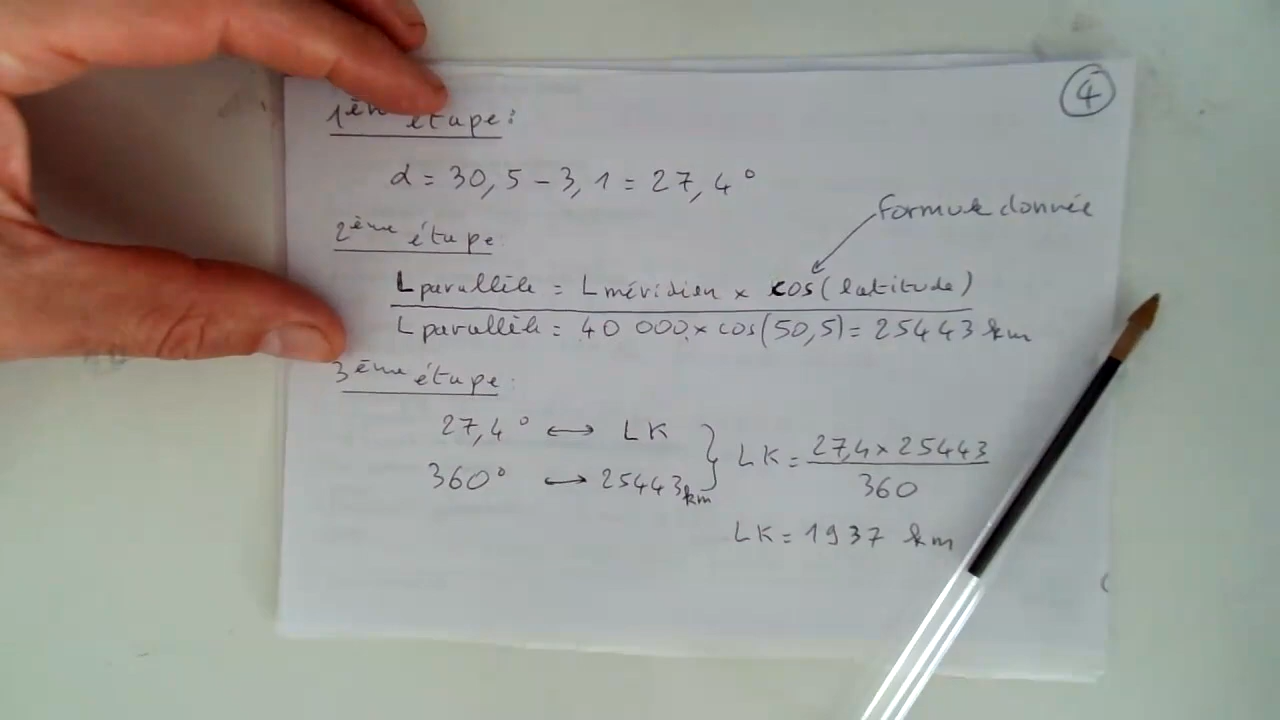 ④
1ère étape:
α = 30,5 - 3,1 = 27,4°
formule donnée
2ème étape:
L parallèle = L méridien x cos(latitude)
L parallèle = 40 000 x cos(50,5) = 25443 km
3ème étape:
27,4° ↔ LK
360° ↔ 25443 km
LK = 27,4 x 25443
360
LK = 1937 km